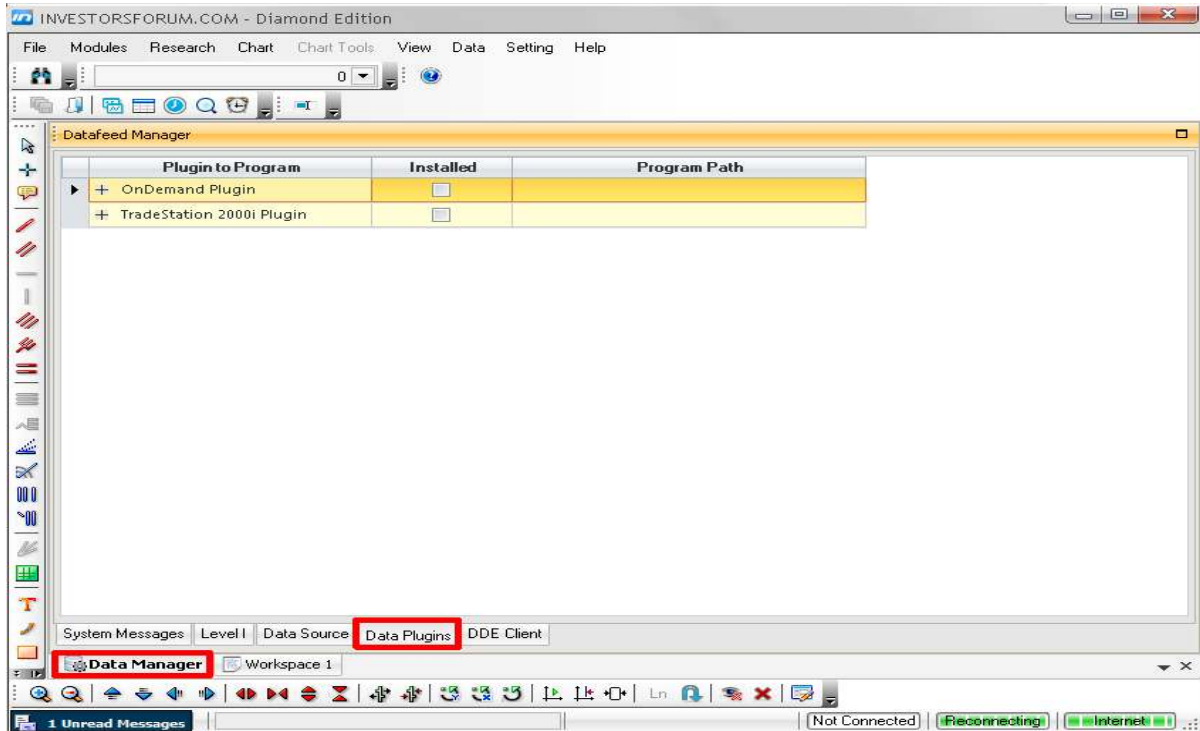 INVESTORSFORUM.COM - Diamond Edition
File Modules Research Chart Chart Tools View Data Setting Help
0
Datafeed Manager
Plugin to Program Installed Program Path
OnDemand Plugin
TradeStation 2000i Plugin
System Messages Level I Data Source Data Plugins DDE Client
Data Manager Workspace 1
Ln
1 Unread Messages Not Connected Reconnecting Internet